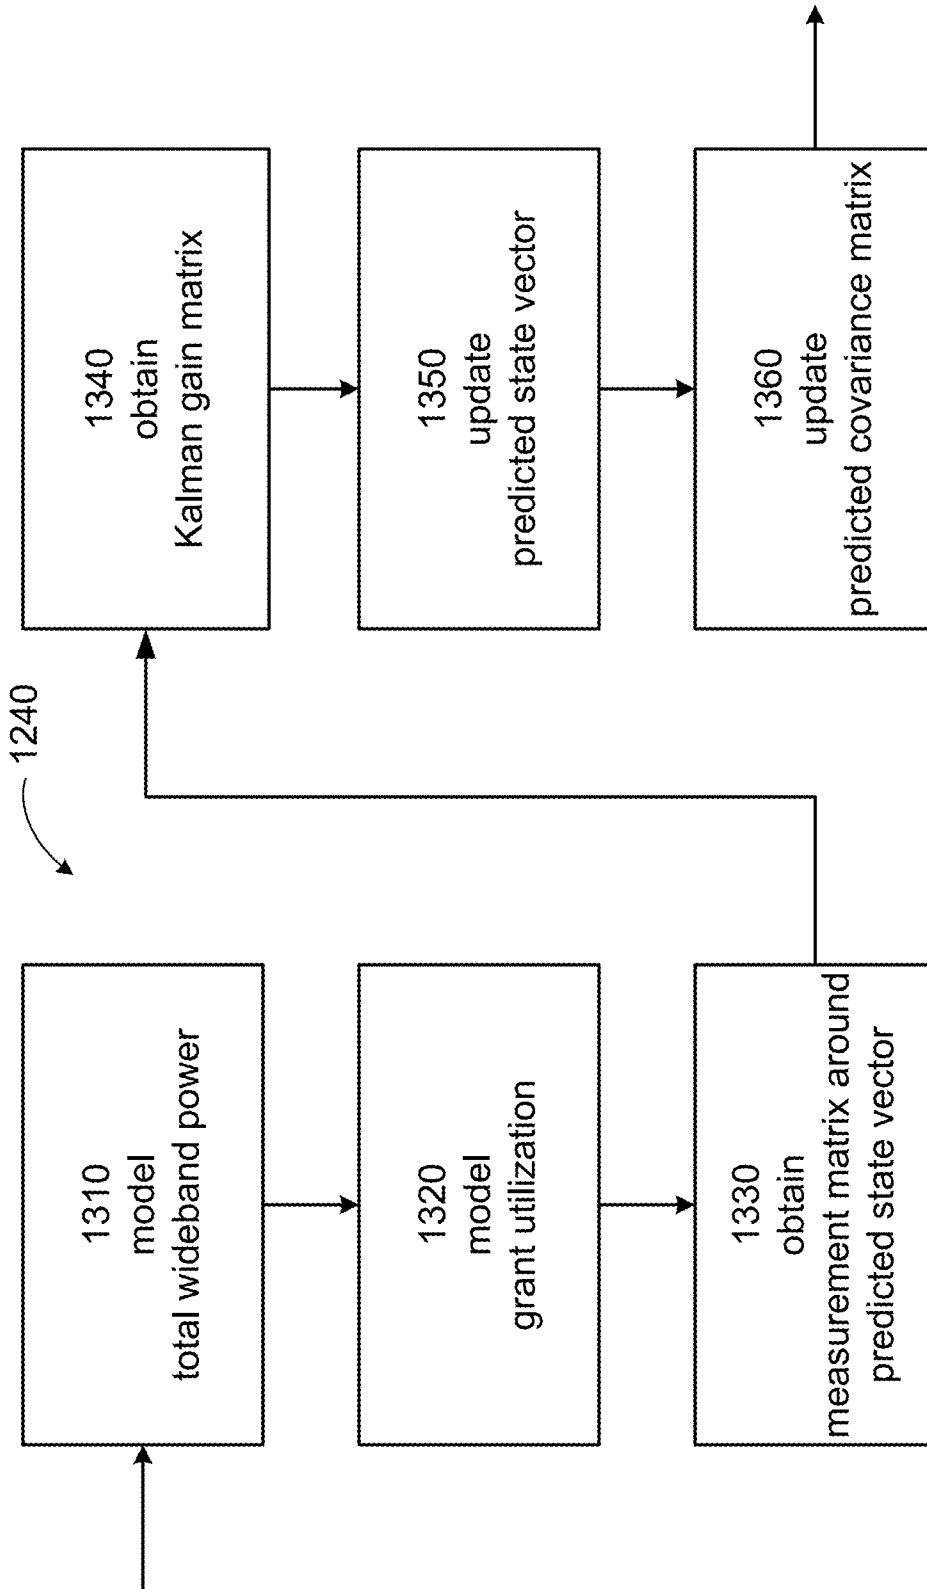 1240
1310
model
total wideband power
1320
model
grant utilization
1330
obtain
measurement matrix around
predicted state vector
1340
obtain
Kalman gain matrix
1350
update
predicted state vector
1360
update
predicted covariance matrix